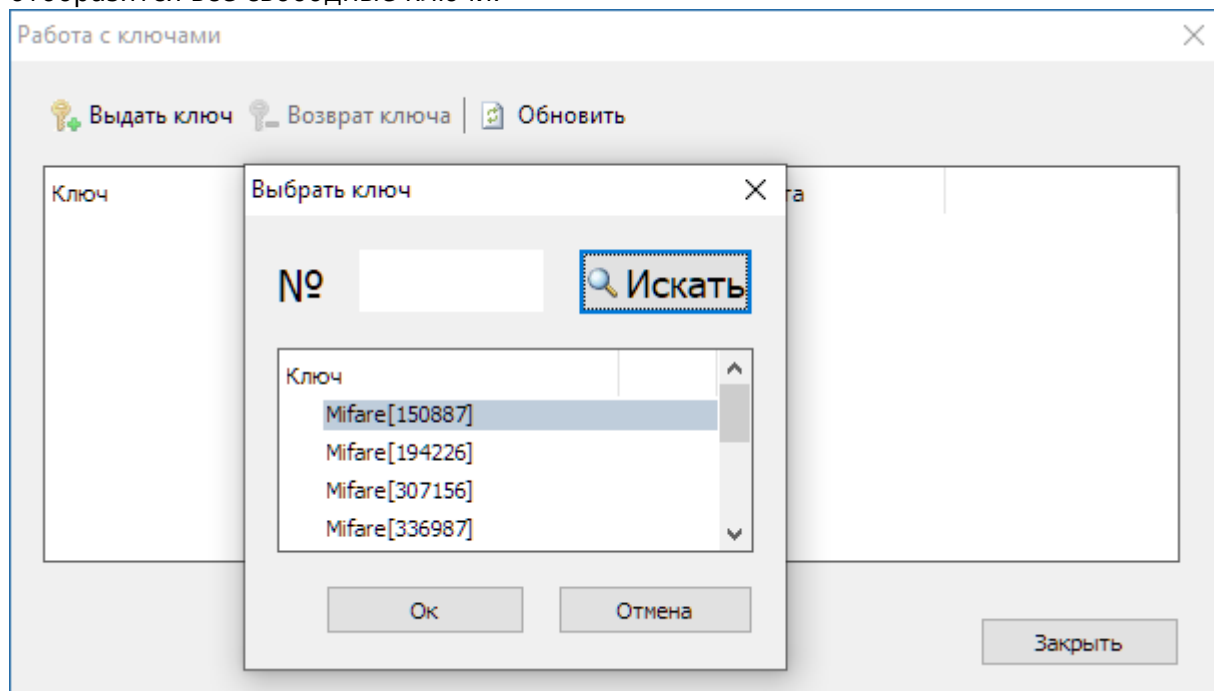 Работа с ключами
Выдать ключ Возврат ключа Обновить
Ключ
Выбрать ключ
№ Искать
Ключ
Mifare[150887]
Mifare[194226]
Mifare[307156]
Mifare[336987]
Ок Отмена
Закрыть